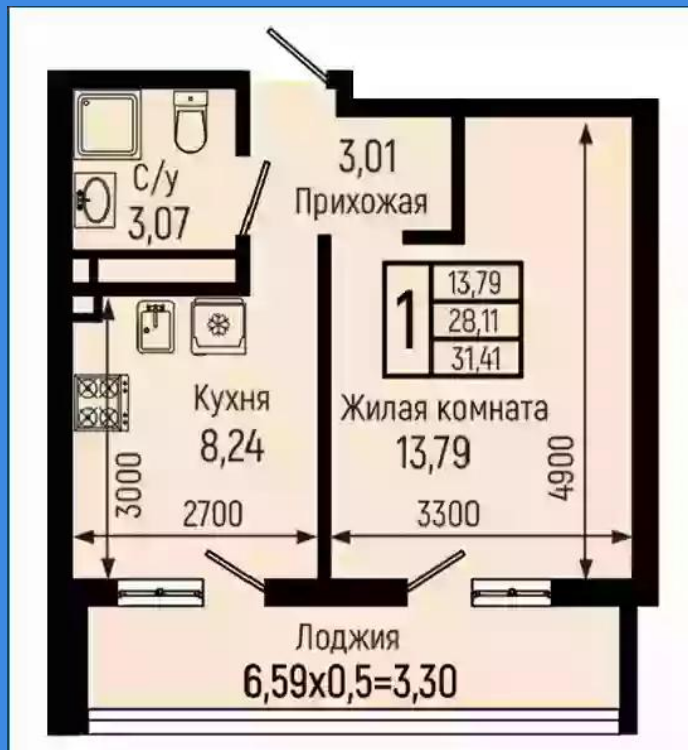 3,01
Прихожая
С/у
3,07
1
13,79
28,11
31,41
Кухня
8,24
Жилая комната
13,79
3000
2700
3300
4900
Лоджия
6,59х0,5=3,30